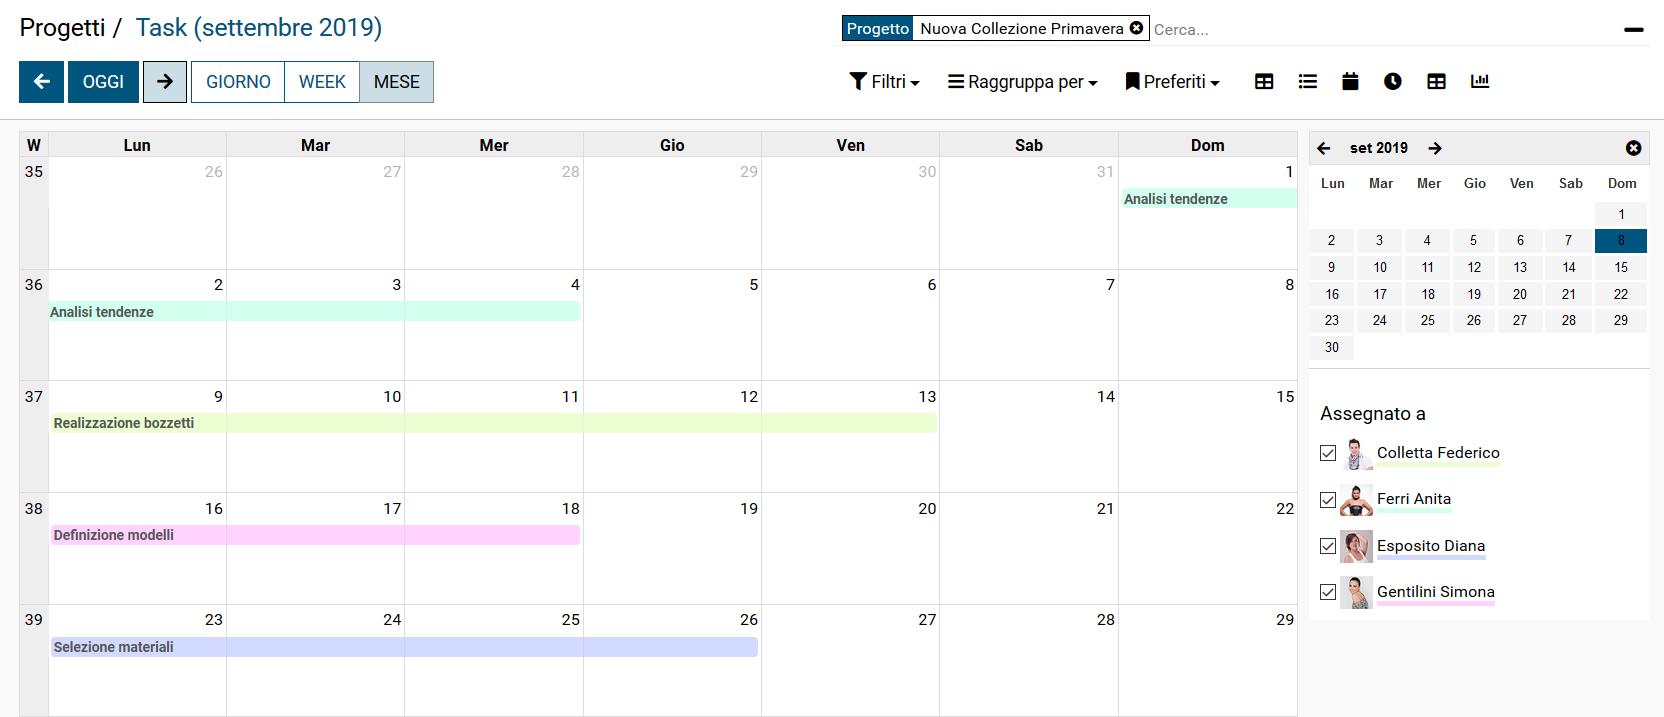 Progetti / Task (settembre 2019)
Progetto Nuova Collezione Primavera Cerca...
OGGI GIORNO WEEK MESE
Filtri Raggruppa per Preferiti
W Lun Mar Mer Gio Ven Sab Dom
35 26 27 28 29 30 31 1
Analisi tendenze
36 2 3 4 5 6 7 8
Analisi tendenze
37 9 10 11 12 13 14 15
Realizzazione bozzetti
38 16 17 18 19 20 21 22
Definizione modelli
39 23 24 25 26 27 28 29
Selezione materiali
set 2019
Lun Mar Mer Gio Ven Sab Dom
1
2 3 4 5 6 7 8
9 10 11 12 13 14 15
16 17 18 19 20 21 22
23 24 25 26 27 28 29
30
Assegnato a
Colletta Federico
Ferri Anita
Esposito Diana
Gentilini Simona